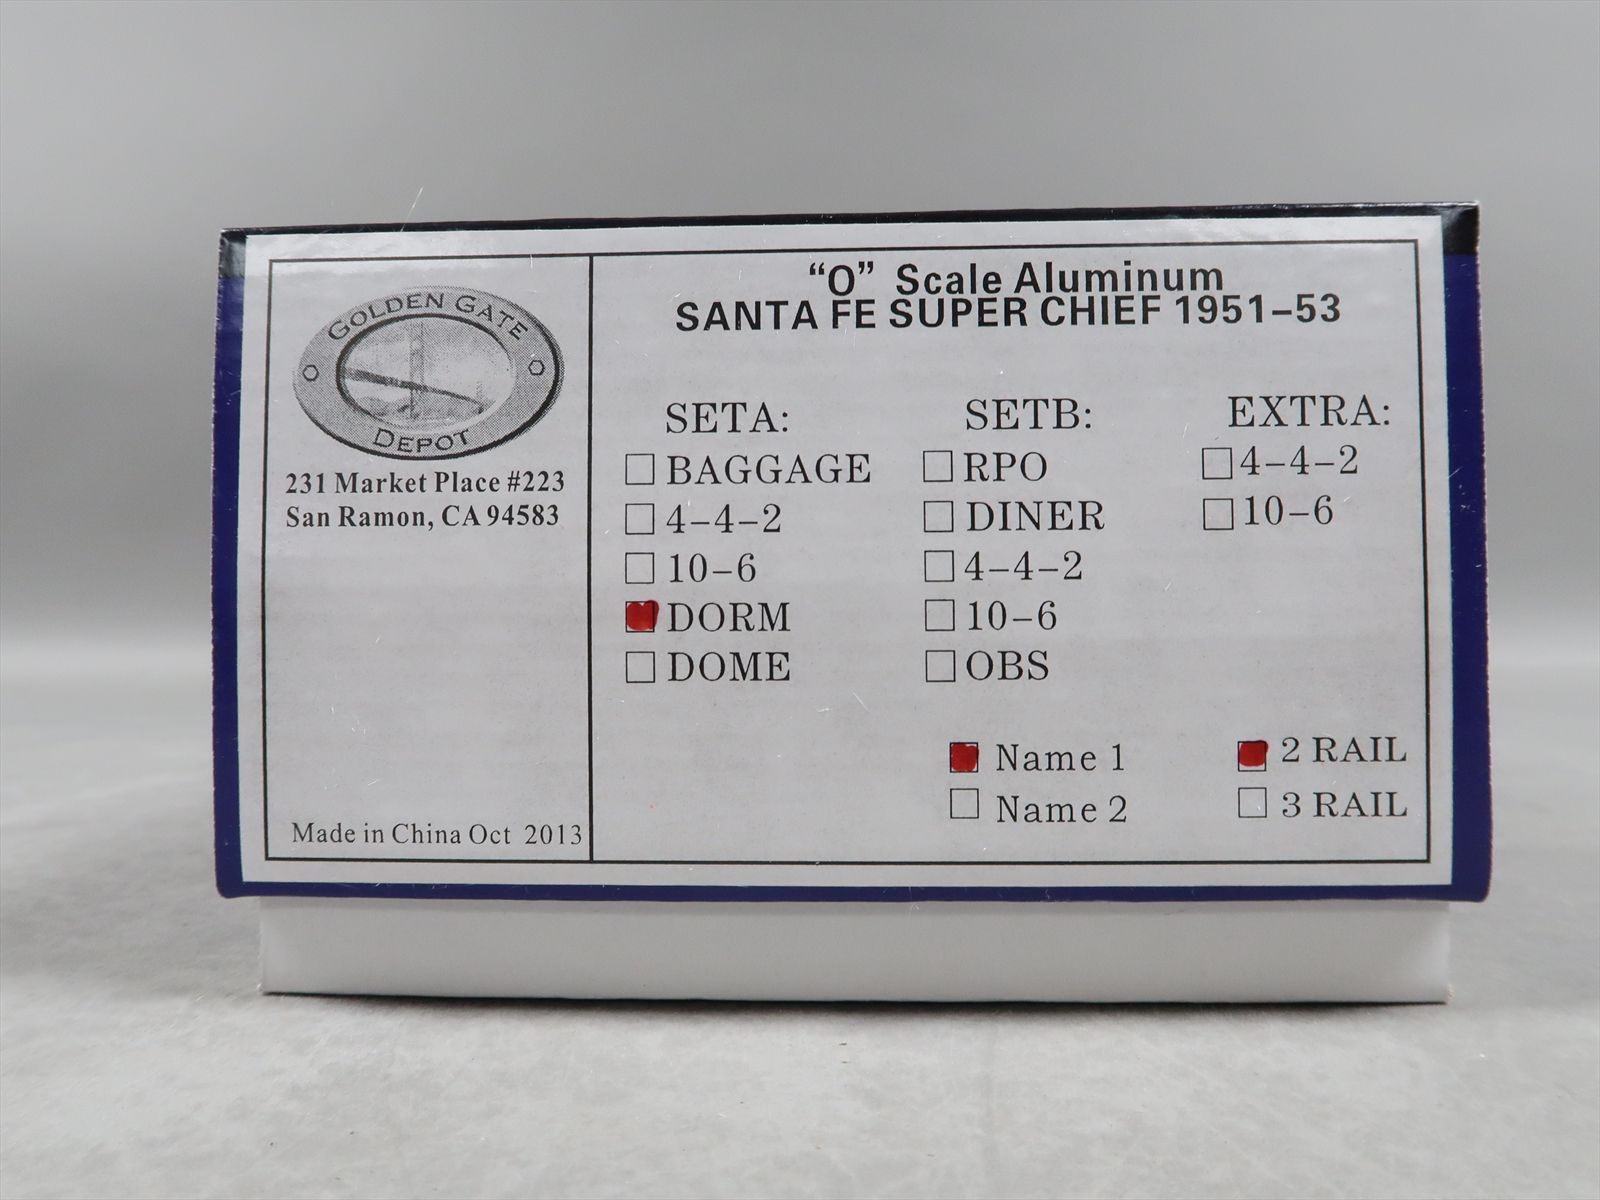 GOLDEN GATE
DEPOT
231 Market Place #223
San Ramon, CA 94583
Made in China Oct 2013
“O” Scale Aluminum
SANTA FE SUPER CHIEF 1951–53
SETA:
BAGGAGE
4–4–2
10–6
DORM
DOME
SETB:
RPO
DINER
4–4–2
10–6
OBS
EXTRA:
4–4–2
10–6
Name 1
Name 2
2 RAIL
3 RAIL